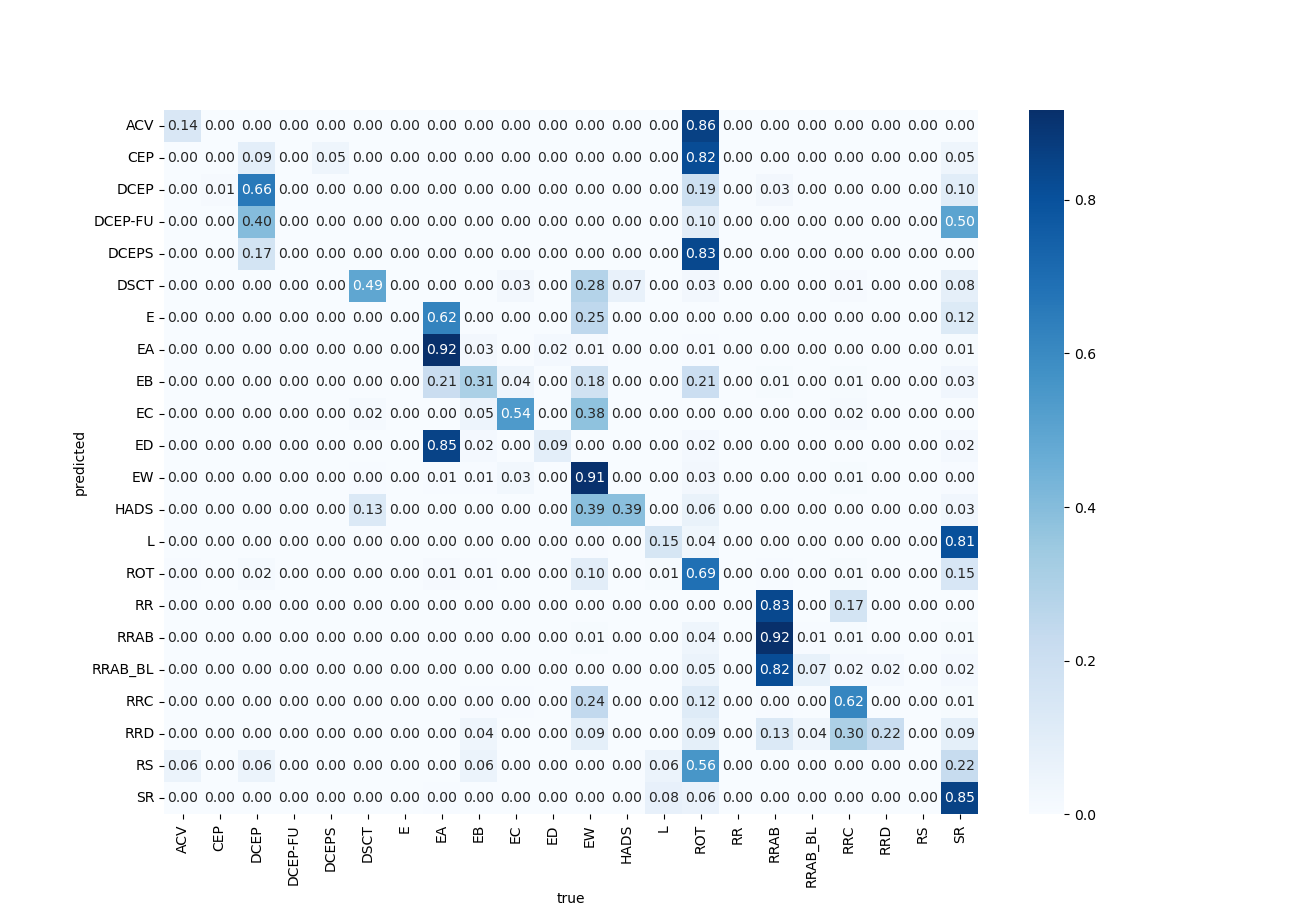 ACV 0.14 0.00 0.00 0.00 0.00 0.00 0.00 0.00 0.00 0.00 0.00 0.00 0.00 0.00 0.86 0.00 0.00 0.00 0.00 0.00 0.00 0.00
CEP 0.00 0.00 0.09 0.00 0.05 0.00 0.00 0.00 0.00 0.00 0.00 0.00 0.00 0.00 0.82 0.00 0.00 0.00 0.00 0.00 0.00 0.05
DCEP 0.00 0.01 0.66 0.00 0.00 0.00 0.00 0.00 0.00 0.00 0.00 0.00 0.00 0.00 0.19 0.00 0.03 0.00 0.00 0.00 0.00 0.10
DCEP-FU 0.00 0.00 0.40 0.00 0.00 0.00 0.00 0.00 0.00 0.00 0.00 0.00 0.00 0.00 0.10 0.00 0.00 0.00 0.00 0.00 0.00 0.50
DCEPS 0.00 0.00 0.17 0.00 0.00 0.00 0.00 0.00 0.00 0.00 0.00 0.00 0.00 0.00 0.83 0.00 0.00 0.00 0.00 0.00 0.00 0.00
DSCT 0.00 0.00 0.00 0.00 0.00 0.49 0.00 0.00 0.00 0.03 0.00 0.28 0.07 0.00 0.03 0.00 0.00 0.00 0.01 0.00 0.00 0.08
E 0.00 0.00 0.00 0.00 0.00 0.00 0.00 0.62 0.00 0.00 0.00 0.25 0.00 0.00 0.00 0.00 0.00 0.00 0.00 0.00 0.00 0.12
EA 0.00 0.00 0.00 0.00 0.00 0.00 0.00 0.92 0.03 0.00 0.02 0.01 0.00 0.00 0.01 0.00 0.00 0.00 0.00 0.00 0.00 0.01
EB 0.00 0.00 0.00 0.00 0.00 0.00 0.00 0.21 0.31 0.04 0.00 0.18 0.00 0.00 0.21 0.00 0.01 0.00 0.01 0.00 0.00 0.03
EC 0.00 0.00 0.00 0.00 0.00 0.02 0.00 0.00 0.05 0.54 0.00 0.38 0.00 0.00 0.00 0.00 0.00 0.00 0.02 0.00 0.00 0.00
ED 0.00 0.00 0.00 0.00 0.00 0.00 0.00 0.85 0.02 0.00 0.09 0.00 0.00 0.00 0.02 0.00 0.00 0.00 0.00 0.00 0.00 0.02
EW 0.00 0.00 0.00 0.00 0.00 0.00 0.00 0.01 0.01 0.03 0.00 0.91 0.00 0.00 0.03 0.00 0.00 0.00 0.01 0.00 0.00 0.00
HADS 0.00 0.00 0.00 0.00 0.00 0.13 0.00 0.00 0.00 0.00 0.00 0.39 0.39 0.00 0.06 0.00 0.00 0.00 0.00 0.00 0.00 0.03
L 0.00 0.00 0.00 0.00 0.00 0.00 0.00 0.00 0.00 0.00 0.00 0.00 0.00 0.15 0.04 0.00 0.00 0.00 0.00 0.00 0.00 0.81
ROT 0.00 0.00 0.02 0.00 0.00 0.00 0.00 0.01 0.01 0.00 0.00 0.10 0.00 0.01 0.69 0.00 0.00 0.00 0.01 0.00 0.00 0.15
RR 0.00 0.00 0.00 0.00 0.00 0.00 0.00 0.00 0.00 0.00 0.00 0.00 0.00 0.00 0.00 0.00 0.83 0.00 0.17 0.00 0.00 0.00
RRAB 0.00 0.00 0.00 0.00 0.00 0.00 0.00 0.00 0.00 0.00 0.00 0.01 0.00 0.00 0.04 0.00 0.92 0.01 0.01 0.00 0.00 0.01
RRAB_BL 0.00 0.00 0.00 0.00 0.00 0.00 0.00 0.00 0.00 0.00 0.00 0.00 0.00 0.00 0.05 0.00 0.82 0.07 0.02 0.02 0.00 0.02
RRC 0.00 0.00 0.00 0.00 0.00 0.00 0.00 0.00 0.00 0.00 0.00 0.24 0.00 0.00 0.12 0.00 0.00 0.00 0.62 0.00 0.00 0.01
RRD 0.00 0.00 0.00 0.00 0.00 0.00 0.00 0.00 0.04 0.00 0.00 0.09 0.00 0.00 0.09 0.00 0.13 0.04 0.30 0.22 0.00 0.09
RS 0.06 0.00 0.06 0.00 0.00 0.00 0.00 0.00 0.06 0.00 0.00 0.00 0.00 0.06 0.56 0.00 0.00 0.00 0.00 0.00 0.00 0.22
SR 0.00 0.00 0.00 0.00 0.00 0.00 0.00 0.00 0.00 0.00 0.00 0.00 0.00 0.08 0.06 0.00 0.00 0.00 0.00 0.00 0.00 0.85
predicted
ACV CEP DCEP DCEP-FU DCEPS DSCT E EA EB EC ED EW HADS L ROT RR RRAB RRAB_BL RRC RRD RS SR
true
0.8
0.6
0.4
0.2
0.0